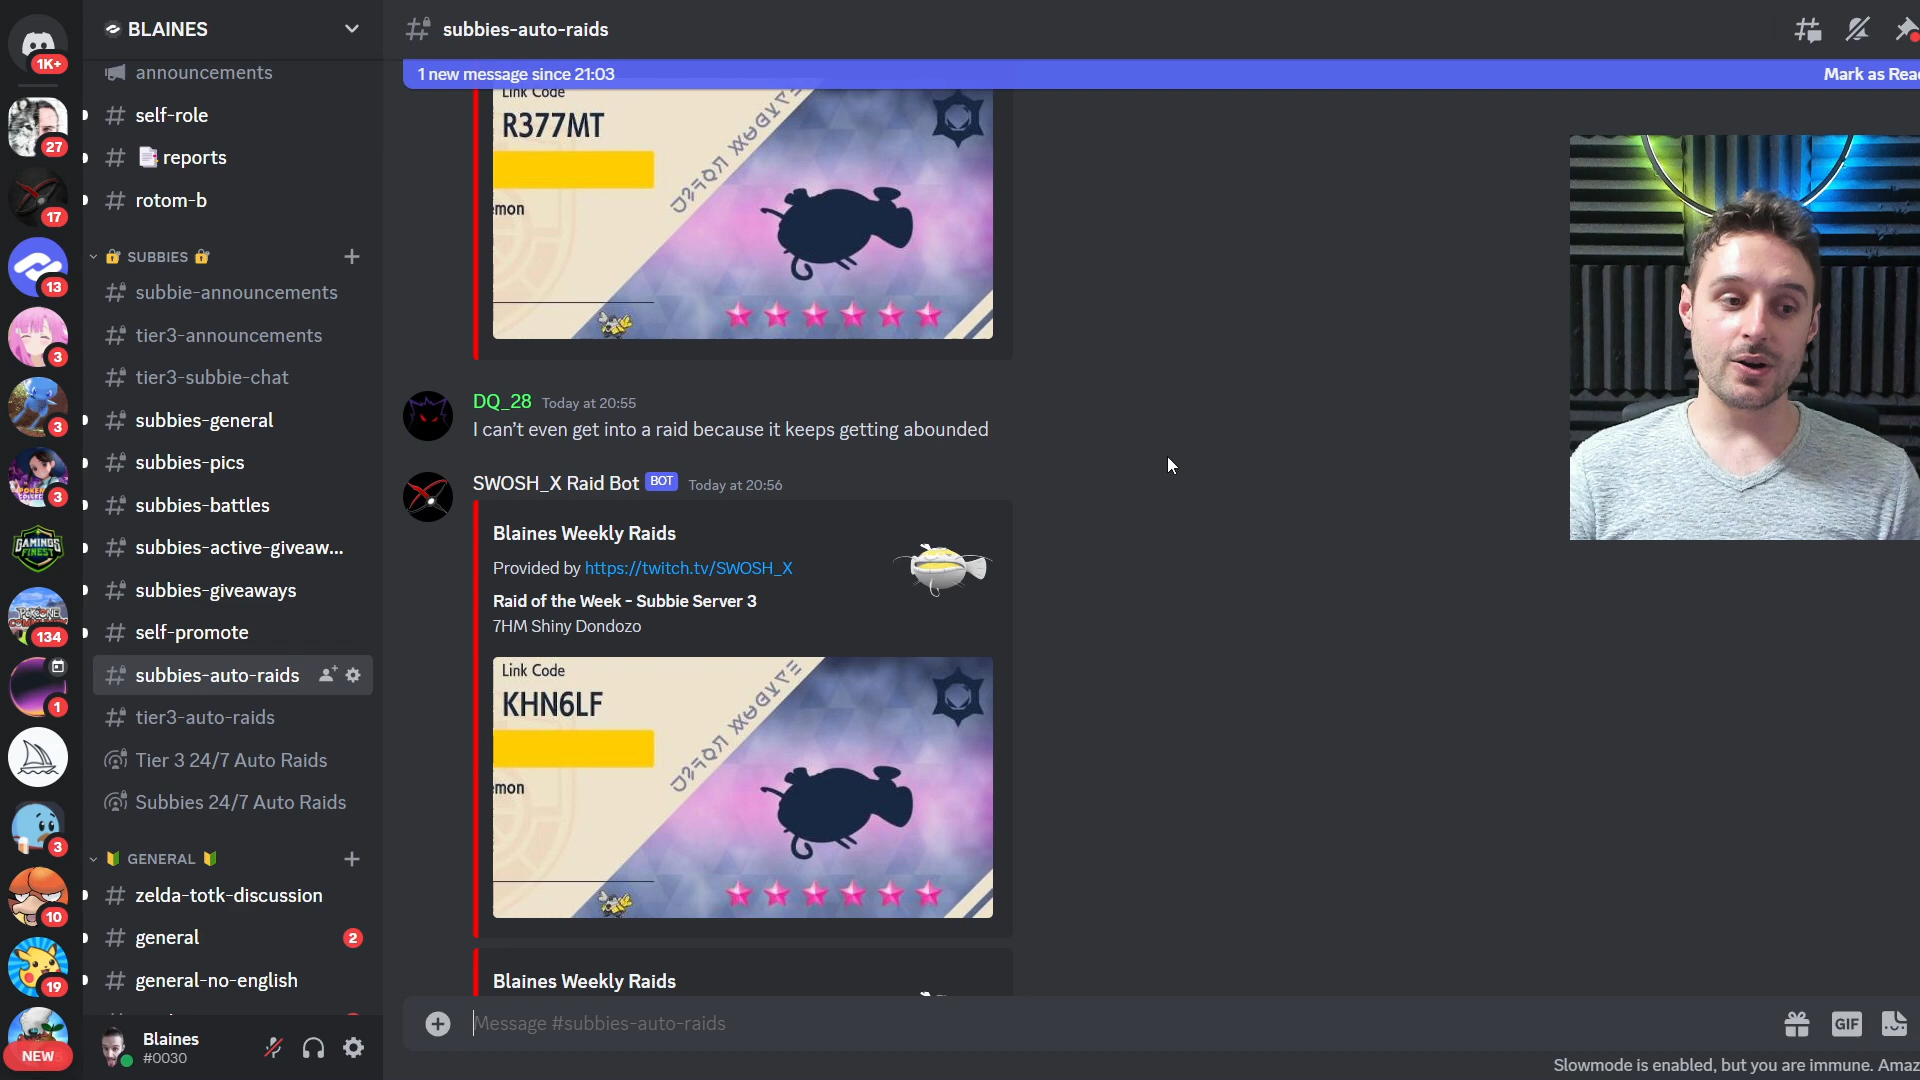 1K+
27
17
13
3
3
3
GAMINGS
FINEST
134
1
3
10
19
NEW
BLAINES
announcements
self-role
reports
rotom-b
SUBBIES
subbie-announcements
tier3-announcements
tier3-subbie-chat
subbies-general
subbies-pics
subbies-battles
subbies-active-giveaw...
subbies-giveaways
self-promote
subbies-auto-raids
tier3-auto-raids
Tier 3 24/7 Auto Raids
Subbies 24/7 Auto Raids
GENERAL
zelda-totk-discussion
general
2
general-no-english
Blaines
#0030
subbies-auto-raids
1 new message since 21:03
Mark as Rea
Link Code
R377MT
mon
DQ_28 Today at 20:55
I can't even get into a raid because it keeps getting abounded
SWOSH_X Raid Bot BOT Today at 20:56
Blaines Weekly Raids
Provided by https://twitch.tv/SWOSH_X
Raid of the Week - Subbie Server 3
7HM Shiny Dondozo
Link Code
KHN6LF
mon
Blaines Weekly Raids
Message #subbies-auto-raids
GIF
Slowmode is enabled, but you are immune. Amaz